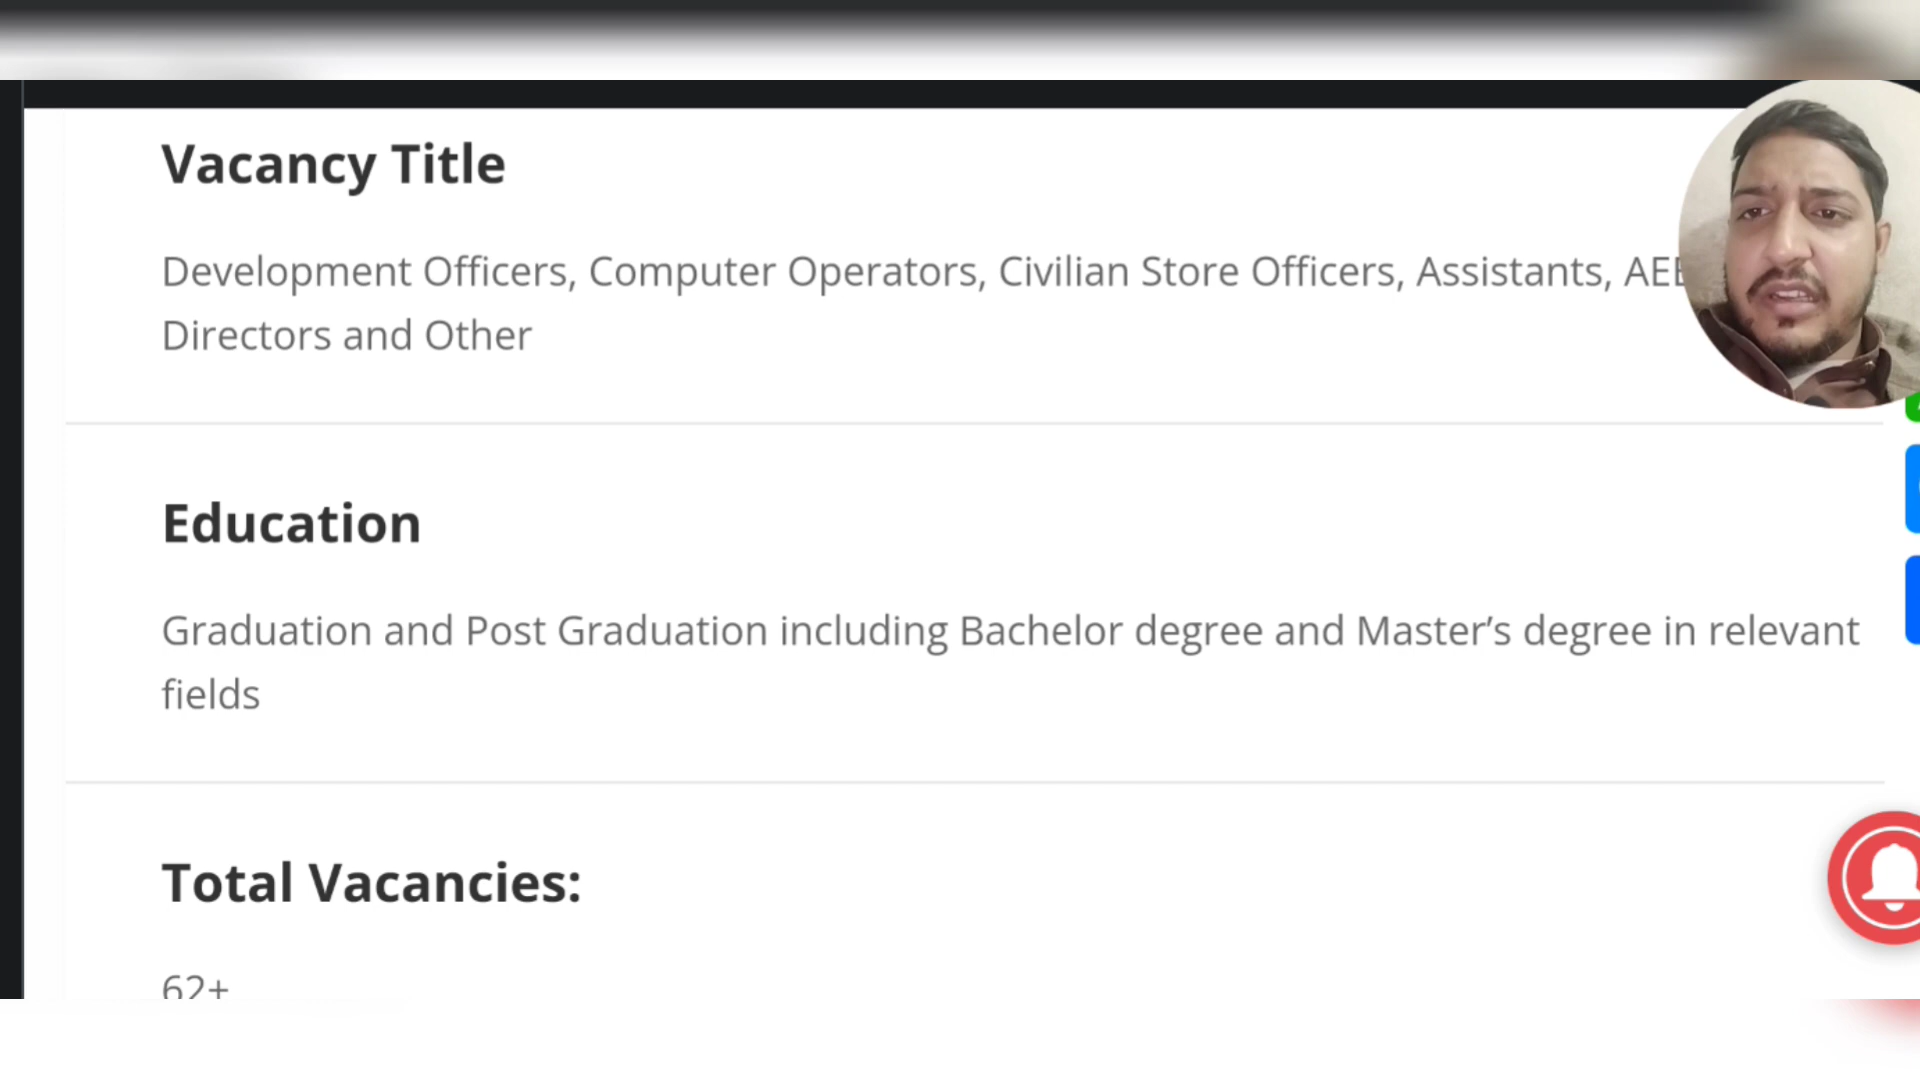 Vacancy Title
Development Officers, Computer Operators, Civilian Store Officers, Assistants,
Directors and Other
Education
Graduation and Post Graduation including Bachelor degree and Master’s degree in relevant
fields
Total Vacancies:
62+